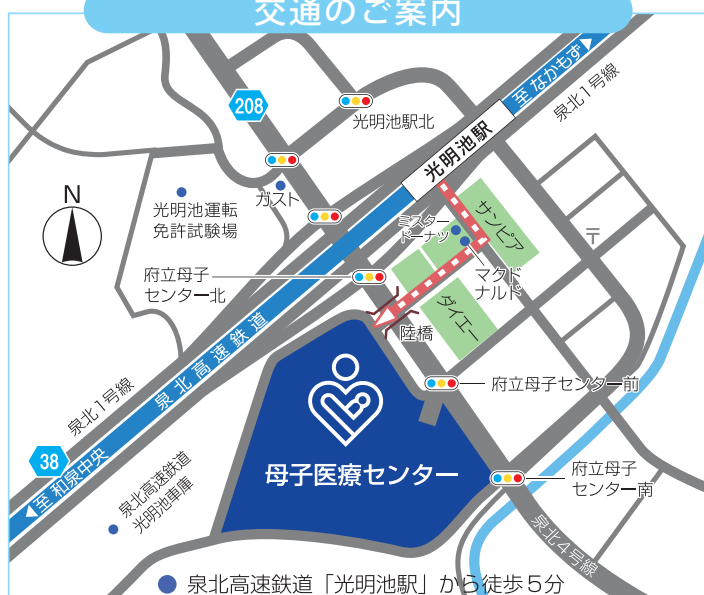 交通のご案内
至 なかもず
泉北1号線
208
光明池駅北
光明池駅
N
ガスト
光明池運転
免許試験場
ミスター
ドーナツ
サンピア
〒
マクド
ナルド
府立母子
センター北
ダイエー
陸橋
泉北高速鉄道
泉北1号線
府立母子センター前
38
至 和泉中央
母子医療センター
泉北高速鉄道
光明池車庫
府立母子
センター南
泉北4号線
● 泉北高速鉄道「光明池駅」から徒歩5分